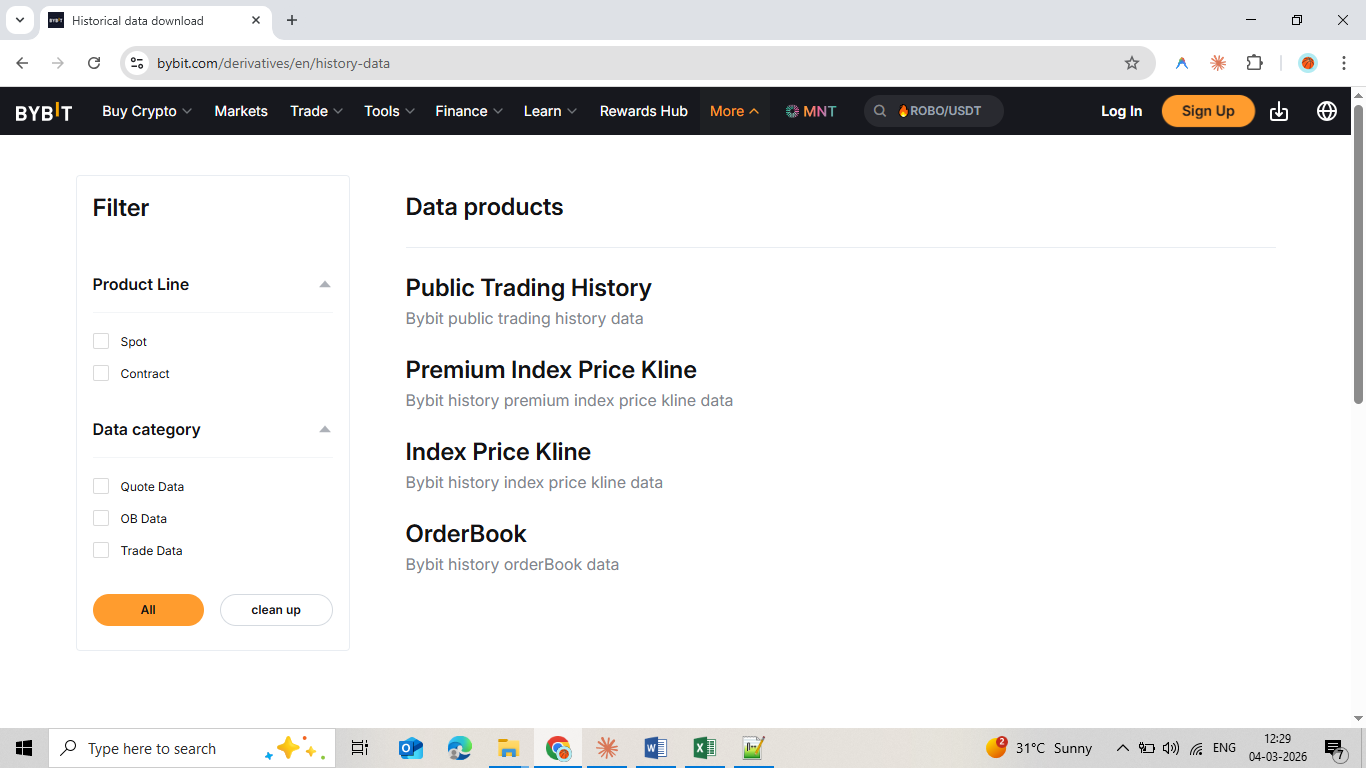 Historical data download
bybit.com/derivatives/en/history-data
BYBIT Buy Crypto Markets Trade Tools Finance Learn Rewards Hub More MNT ROBO/USDT Log In Sign Up
Filter
Product Line
Spot
Contract
Data category
Quote Data
OB Data
Trade Data
All clean up
Data products
Public Trading History
Bybit public trading history data
Premium Index Price Kline
Bybit history premium index price kline data
Index Price Kline
Bybit history index price kline data
OrderBook
Bybit history orderBook data
Type here to search 2 31°C Sunny ENG 12:29
04-03-2026 7